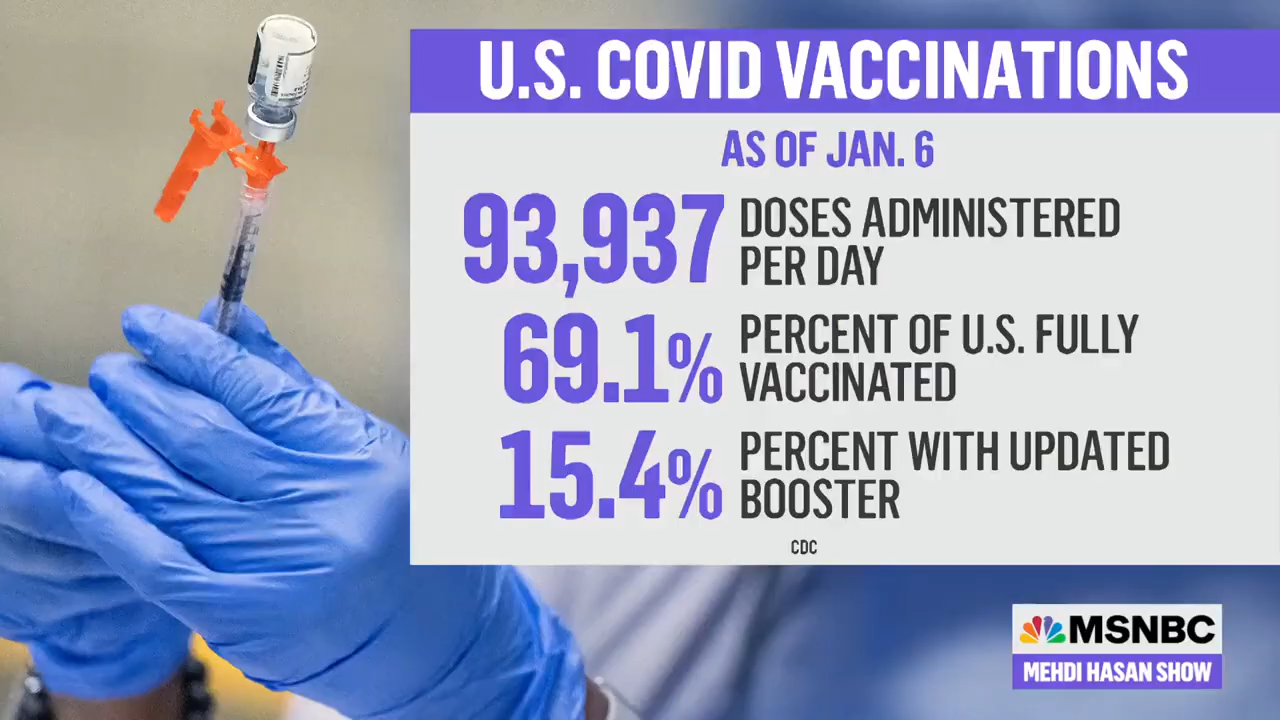 U.S. COVID VACCINATIONS
AS OF JAN. 6
93,937 DOSES ADMINISTERED
PER DAY
69.1% PERCENT OF U.S. FULLY
VACCINATED
15.4% PERCENT WITH UPDATED
BOOSTER
CDC
MSNBC
MEHDI HASAN SHOW